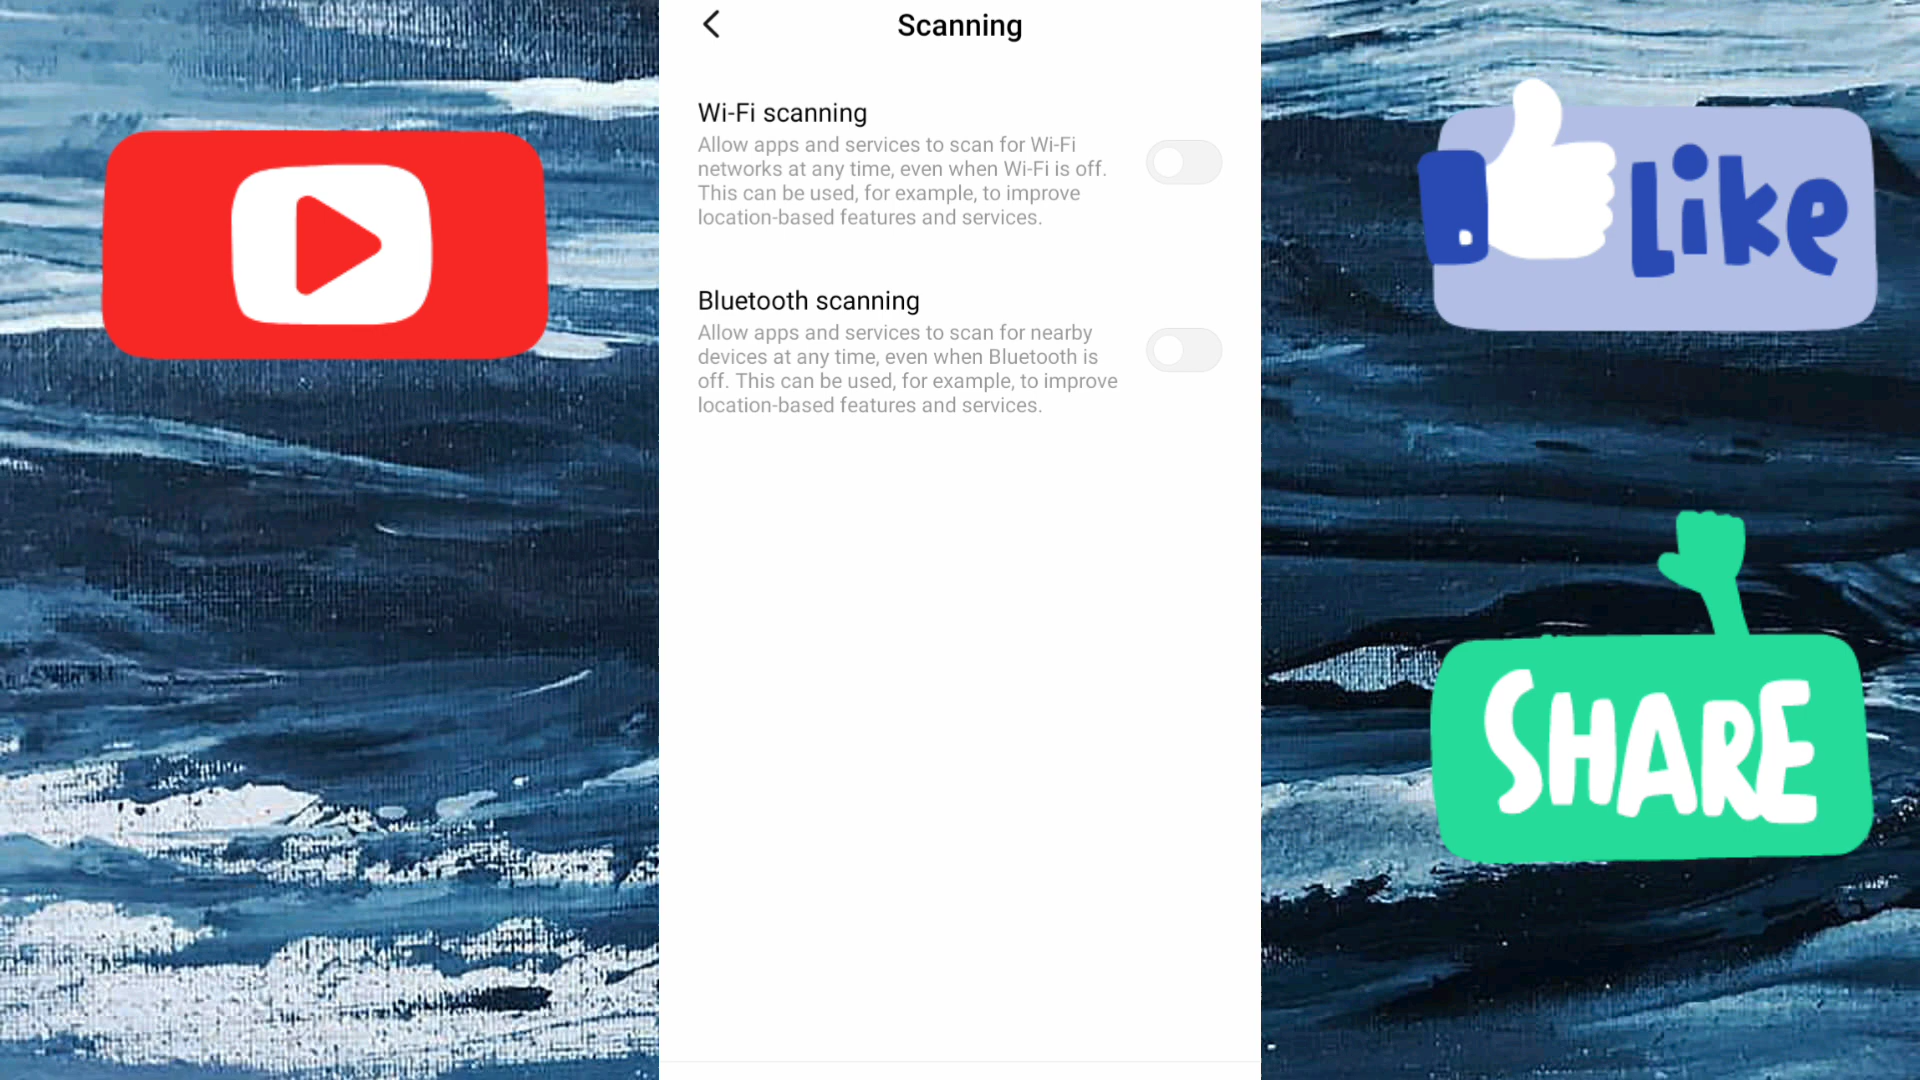 Scanning
Wi-Fi scanning
Allow apps and services to scan for Wi-Fi
networks at any time, even when Wi-Fi is off.
This can be used, for example, to improve
location-based features and services.
Bluetooth scanning
Allow apps and services to scan for nearby
devices at any time, even when Bluetooth is
off. This can be used, for example, to improve
location-based features and services.
Like
SHARE